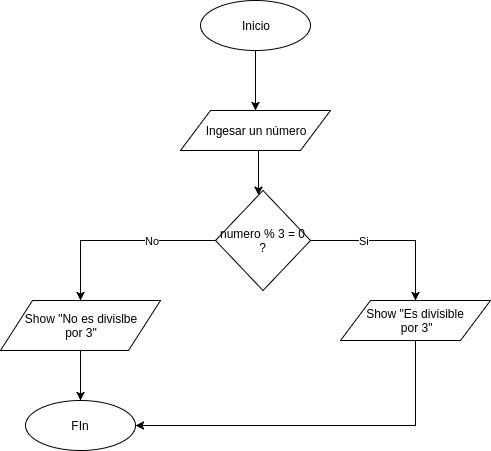 Inicio
Ingesar un número
numero % 3 = 0
?
No
Si
Show "No es divislbe
por 3"
Show "Es divisible
por 3"
FIn